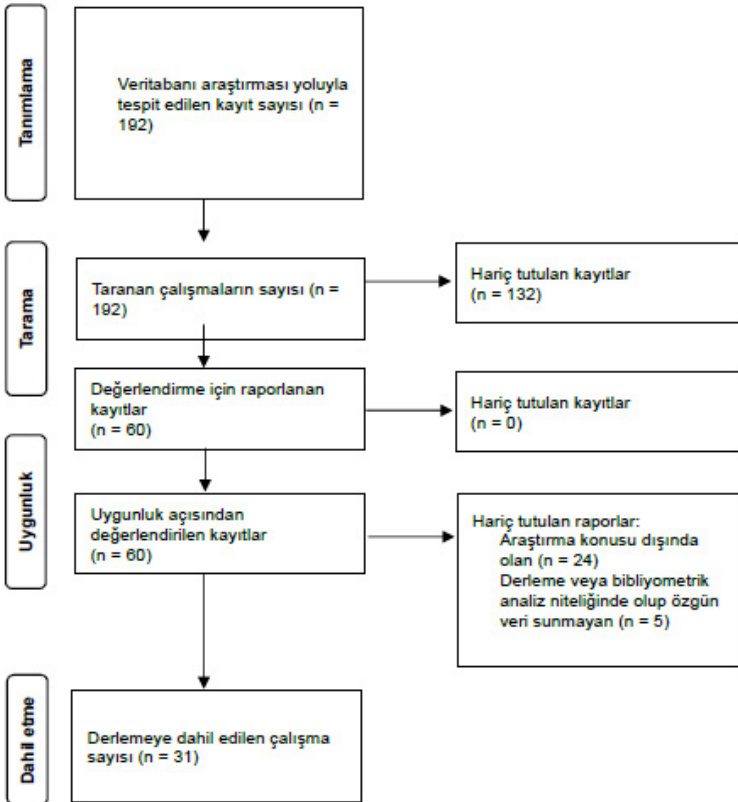 Tanımlama
Veritabanı araştırması yoluyla
tespit edilen kayıt sayısı (n =
192)
Tarama
Taranan çalışmaların sayısı (n =
192)
Hariç tutulan kayıtlar
(n = 132)
Değerlendirme için raporlanan
kayıtlar
(n = 60)
Hariç tutulan kayıtlar
(n = 0)
Uygunluk
Uygunluk açısından
değerlendirilen kayıtlar
(n = 60)
Hariç tutulan raporlar:
Araştırma konusu dışında
olan (n = 24)
Derleme veya bibliyometrik
analiz niteliğinde olup özgün
veri sunmayan (n = 5)
Dahil etme
Derlemeye dahil edilen çalışma
sayısı (n = 31)